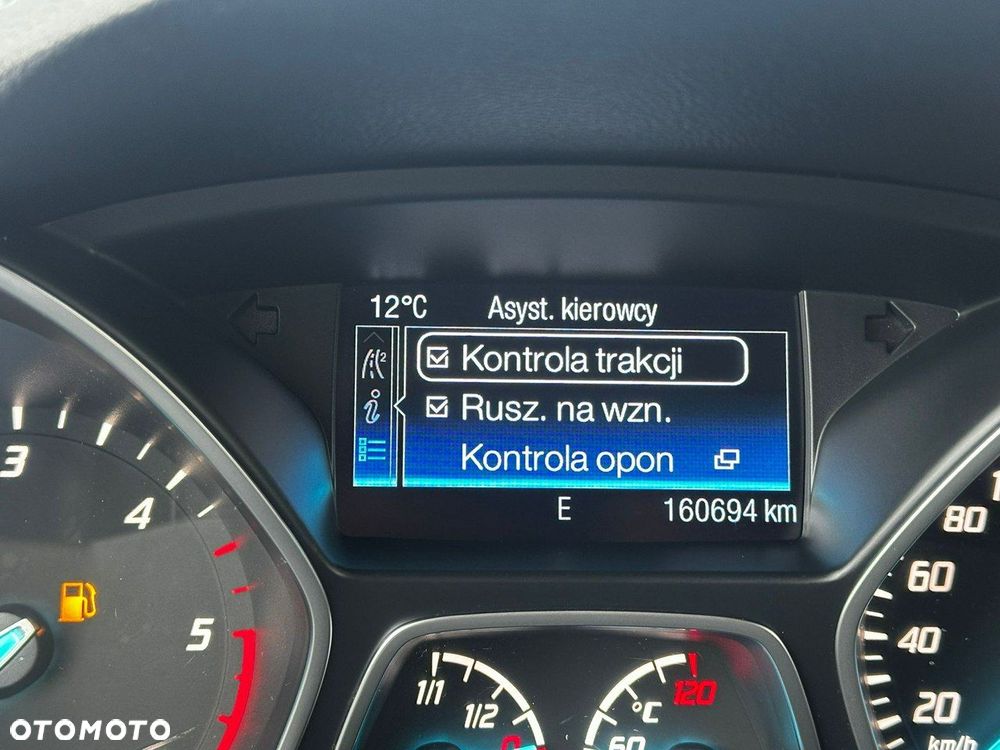 12°C Asyst. kierowcy
Kontrola trakcji
Rusz. na wzn.
Kontrola opon
E 160694 km
3
4
5
1/1
1/2
0
°C
120
60
80
60
40
20
km/h
OTOMOTO